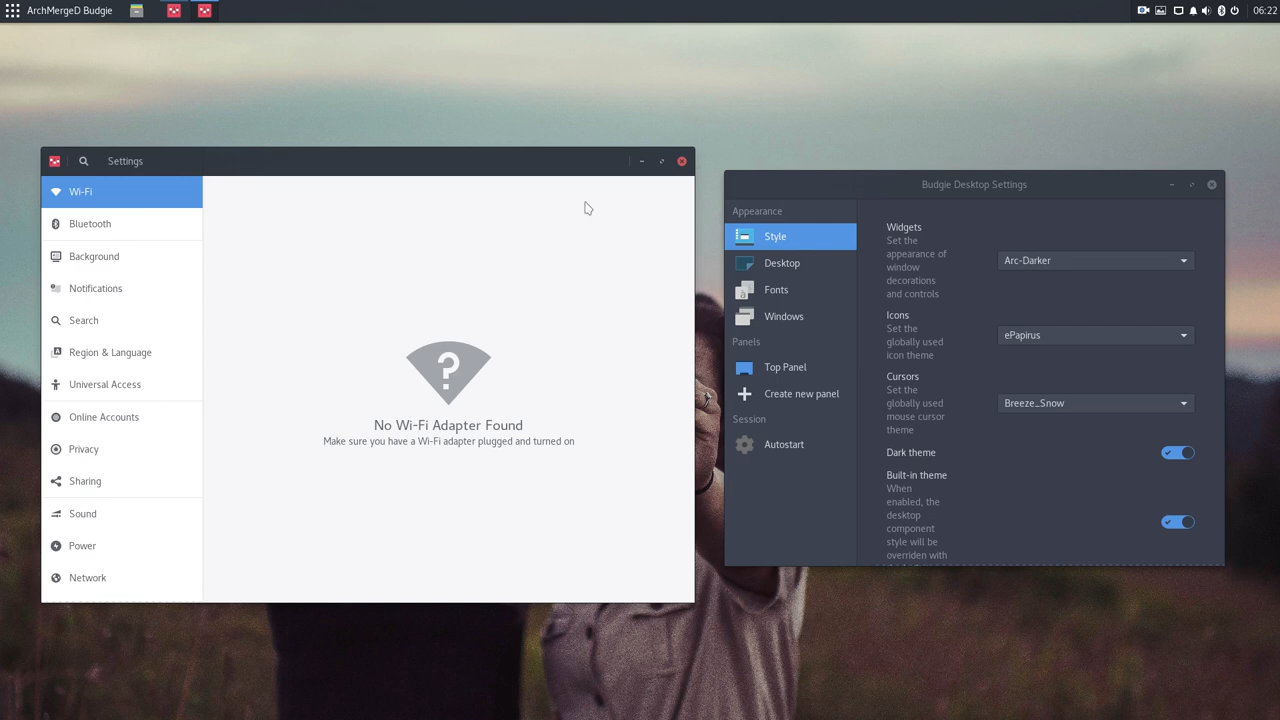 ArchMergeD Budgie
06:22
Settings
Wi-Fi
Bluetooth
Background
Notifications
Search
Region & Language
Universal Access
Online Accounts
Privacy
Sharing
Sound
Power
Network
No Wi-Fi Adapter Found
Make sure you have a Wi-Fi adapter plugged and turned on
Budgie Desktop Settings
Appearance
Style
Desktop
Fonts
Windows
Panels
Top Panel
Create new panel
Session
Autostart
Widgets
Set the
appearance of
window
decorations
and controls
Arc-Darker
Icons
Set the
globally used
icon theme
ePapirus
Cursors
Set the
globally used
mouse cursor
theme
Breeze_Snow
Dark theme
Built-in theme
When
enabled, the
desktop
component
style will be
overriden with